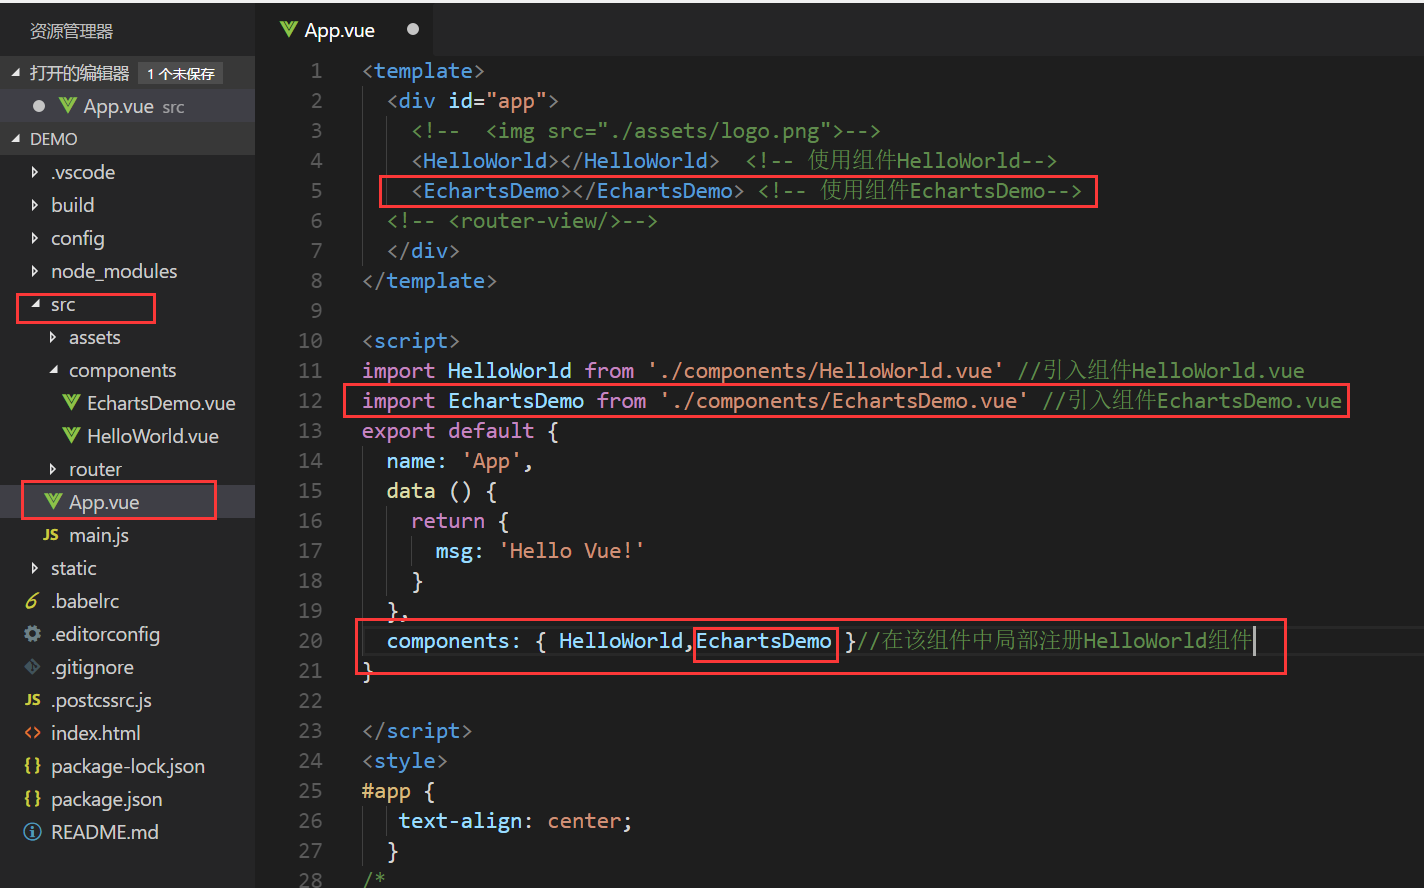 资源管理器
打开的编辑器 1 个未保存
App.vue src
DEMO
.vscode
build
config
node_modules
src
assets
components
EchartsDemo.vue
HelloWorld.vue
router
App.vue
JS main.js
static
.babelrc
.editorconfig
.gitignore
JS .postcssrc.js
<> index.html
{ } package-lock.json
{ } package.json
README.md
App.vue
1 <template>
2 <div id="app">
3 <!--  <img src="./assets/logo.png">-->
4 <HelloWorld></HelloWorld>  <!-- 使用组件HelloWorld-->
5 <EchartsDemo></EchartsDemo> <!-- 使用组件EchartsDemo-->
6 <!-- <router-view/>-->
7 </div>
8 </template>
9
10 <script>
11 import HelloWorld from './components/HelloWorld.vue' //引入组件HelloWorld.vue
12 import EchartsDemo from './components/EchartsDemo.vue' //引入组件EchartsDemo.vue
13 export default {
14 name: 'App',
15 data () {
16 return {
17 msg: 'Hello Vue!'
18 }
19 },
20 components: { HelloWorld,EchartsDemo }//在该组件中局部注册HelloWorld组件
21 }
22
23 </script>
24 <style>
25 #app {
26 text-align: center;
27 }
28 /*